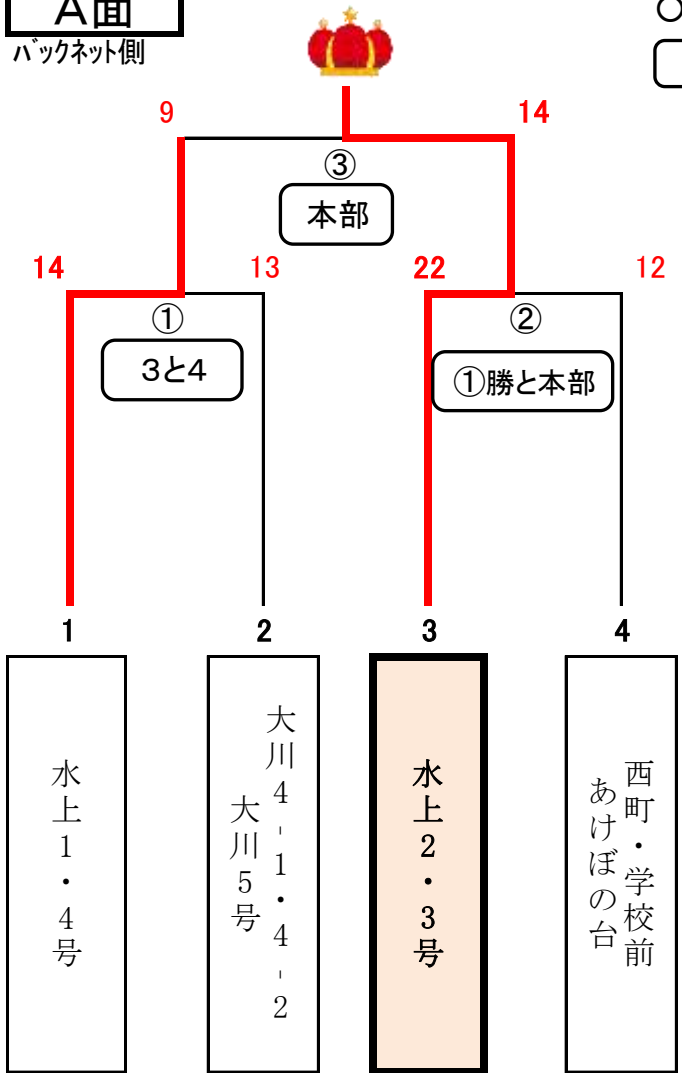 A面
バックネット側
○
9
14
③
本部
14
13
22
12
①
②
3と4
①勝と本部
1
2
3
4
水上1・4号
大川4-1・4-2
大川5号
水上2・3号
西町・学校前
あけぼの台